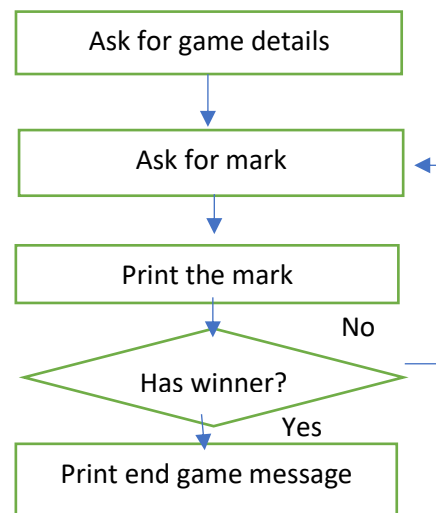 Ask for game details
Ask for mark
Print the mark
No
Has winner?
Yes
Print end game message